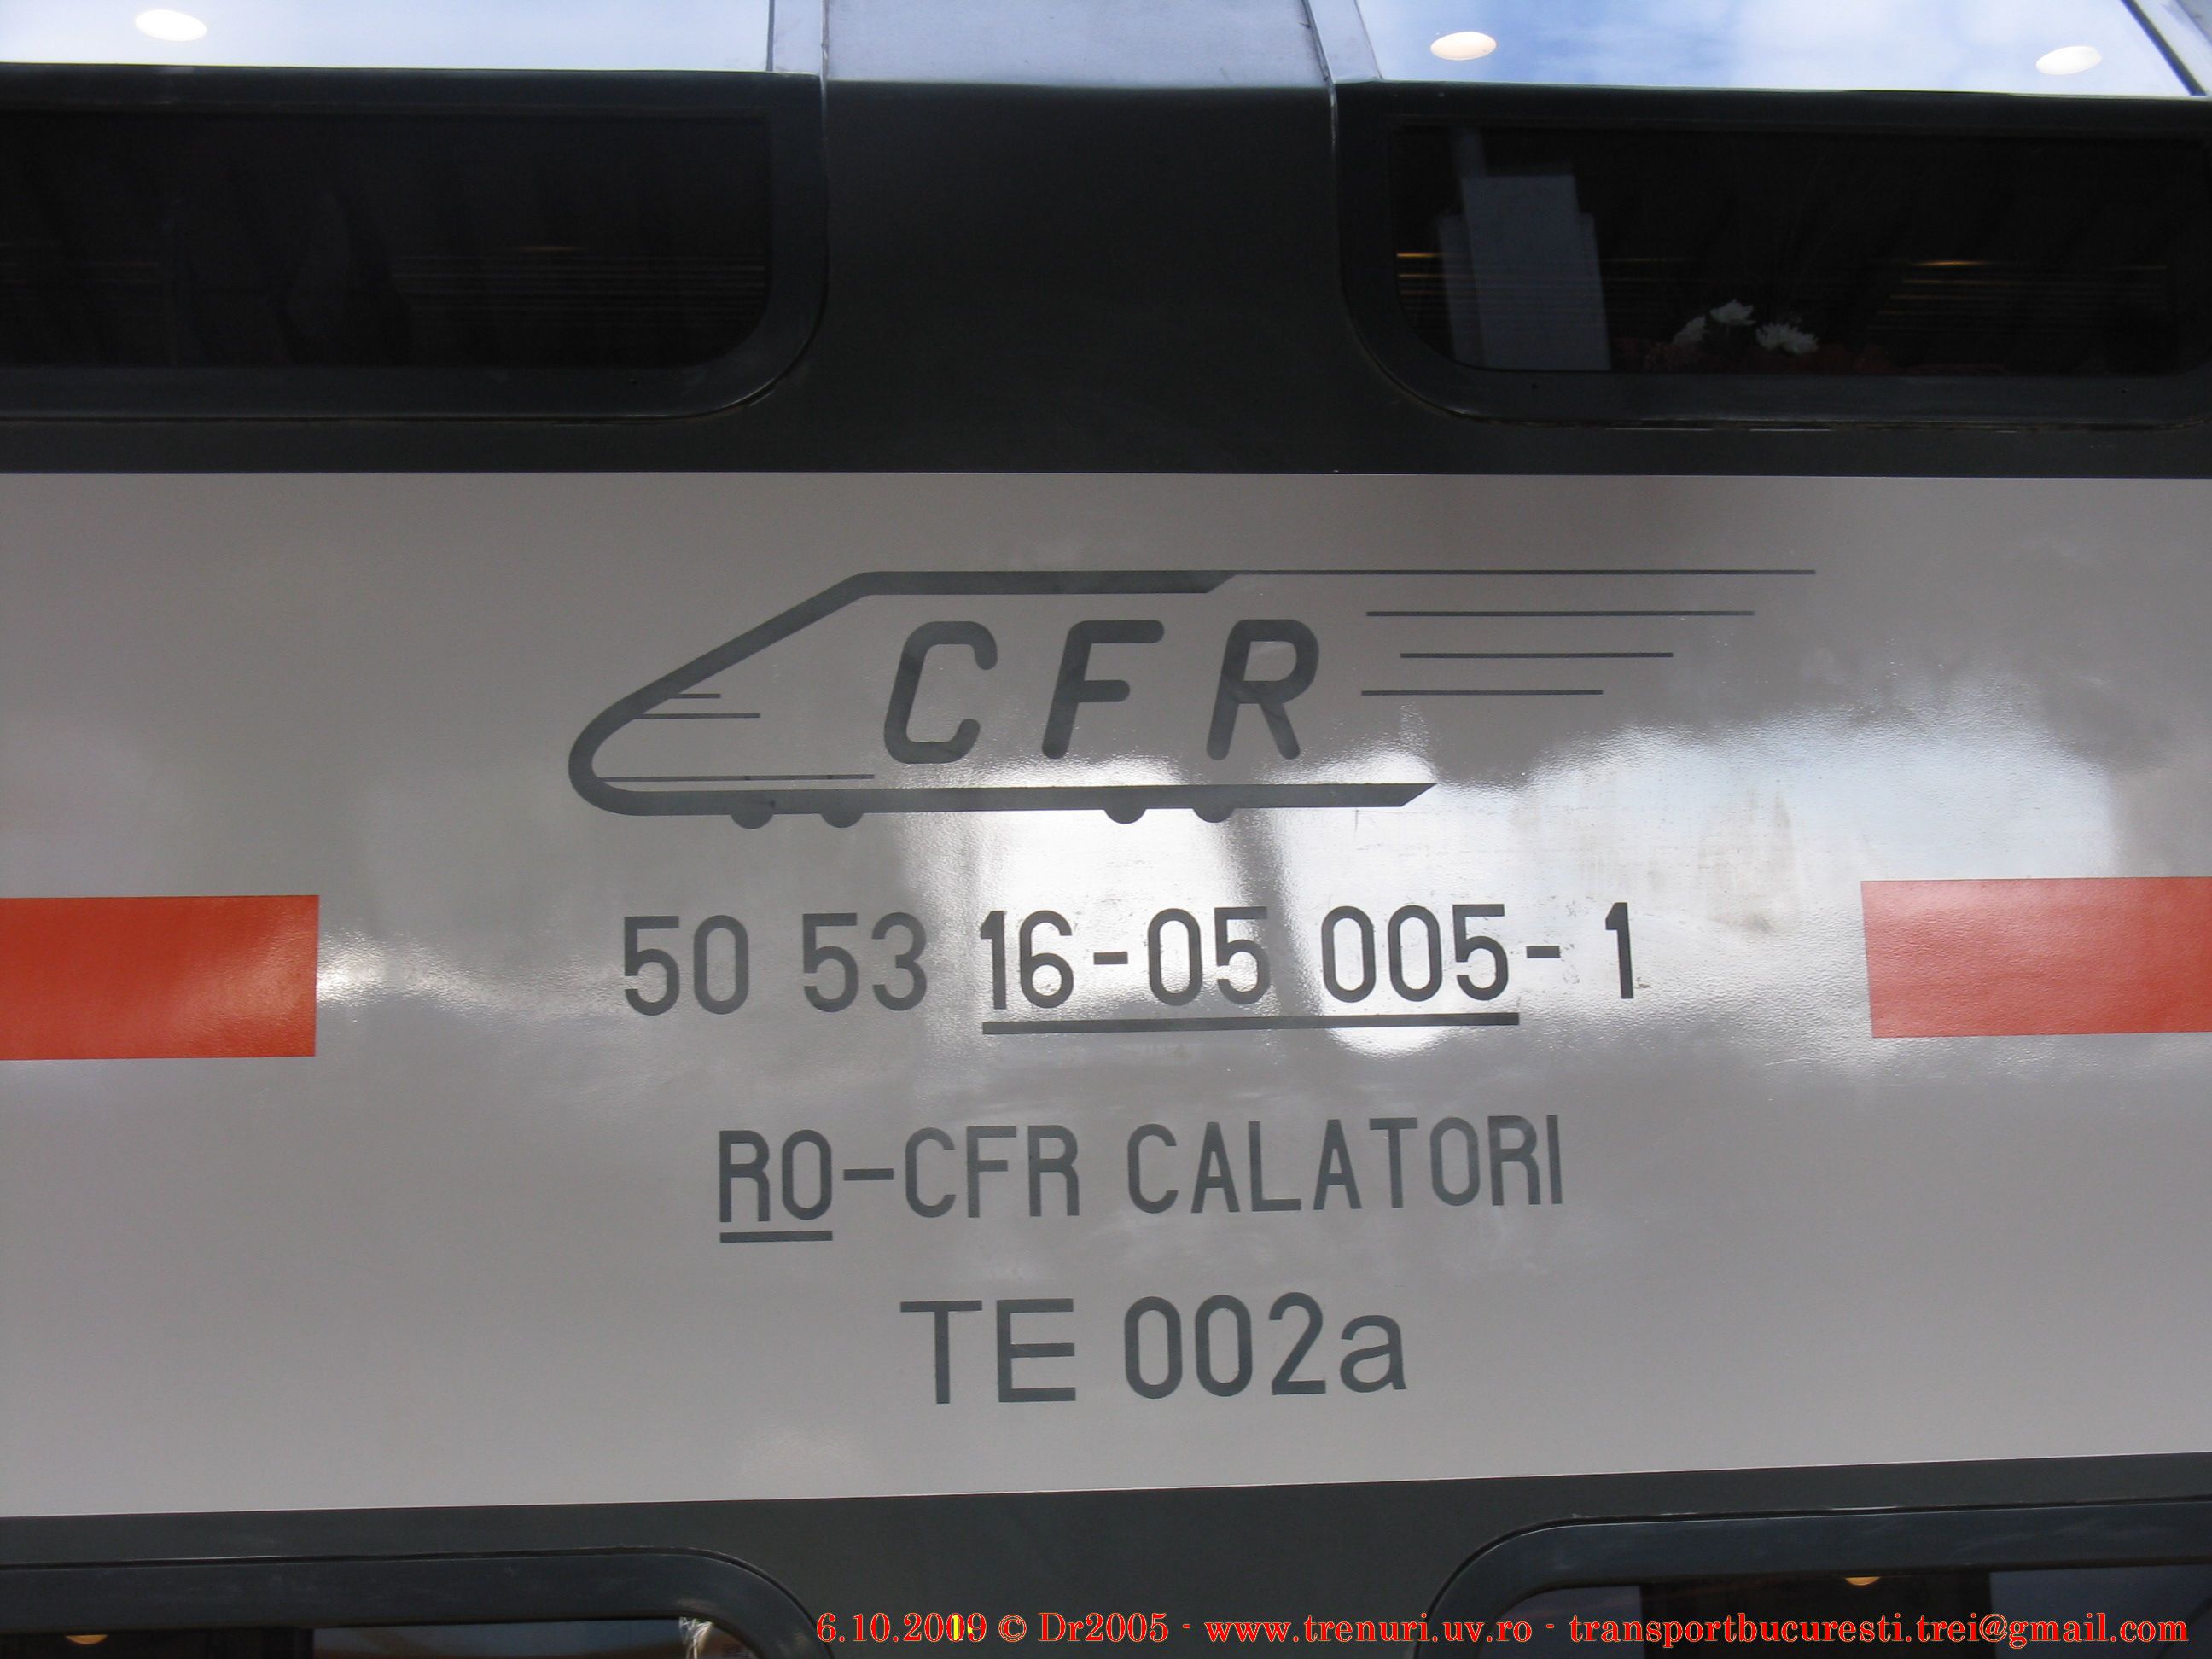 CFR
50 53 16-05 005-1
RO-CFR CALATORI
TE 002a
6.10.2009 © Dr2005 - www.trenuri.uv.ro - transportbucuresti.trei@gmail.com